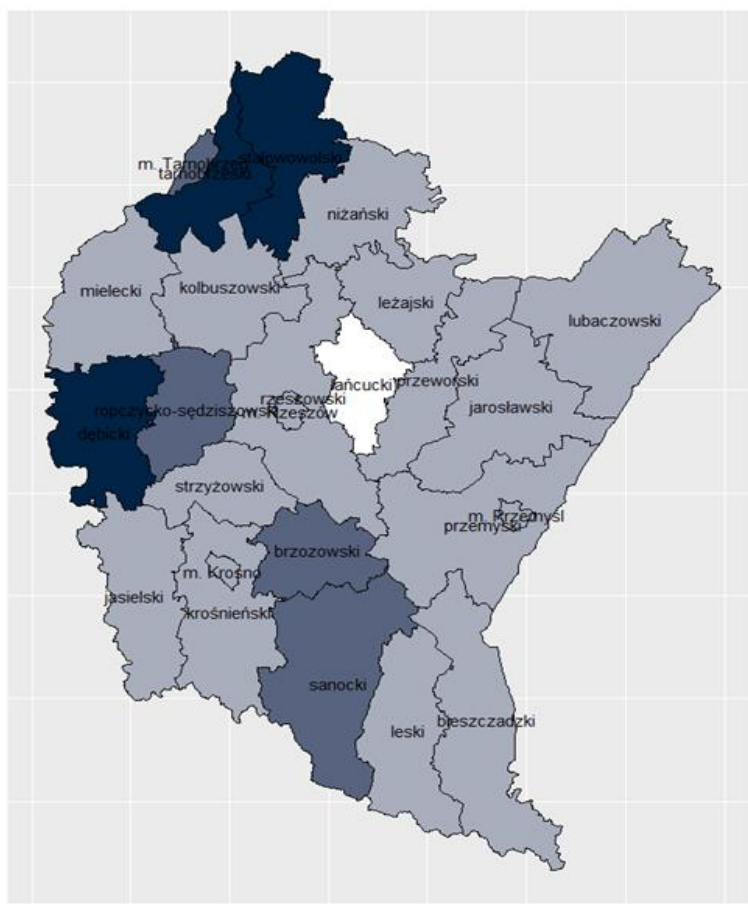 m. Tarnobrzeg
tarnobrzeski
stalowowolski
niżański
mielecki
kolbuszowski
leżajski
lubaczowski
ropczycko-sędziszowski
rzeszowski
m. Rzeszów
łańcucki
przeworski
jarosławski
dębicki
strzyżowski
m. Przemyśl
przemyski
brzozowski
m. Krosno
jasielski
krośnieński
sanocki
leski
bieszczadzki